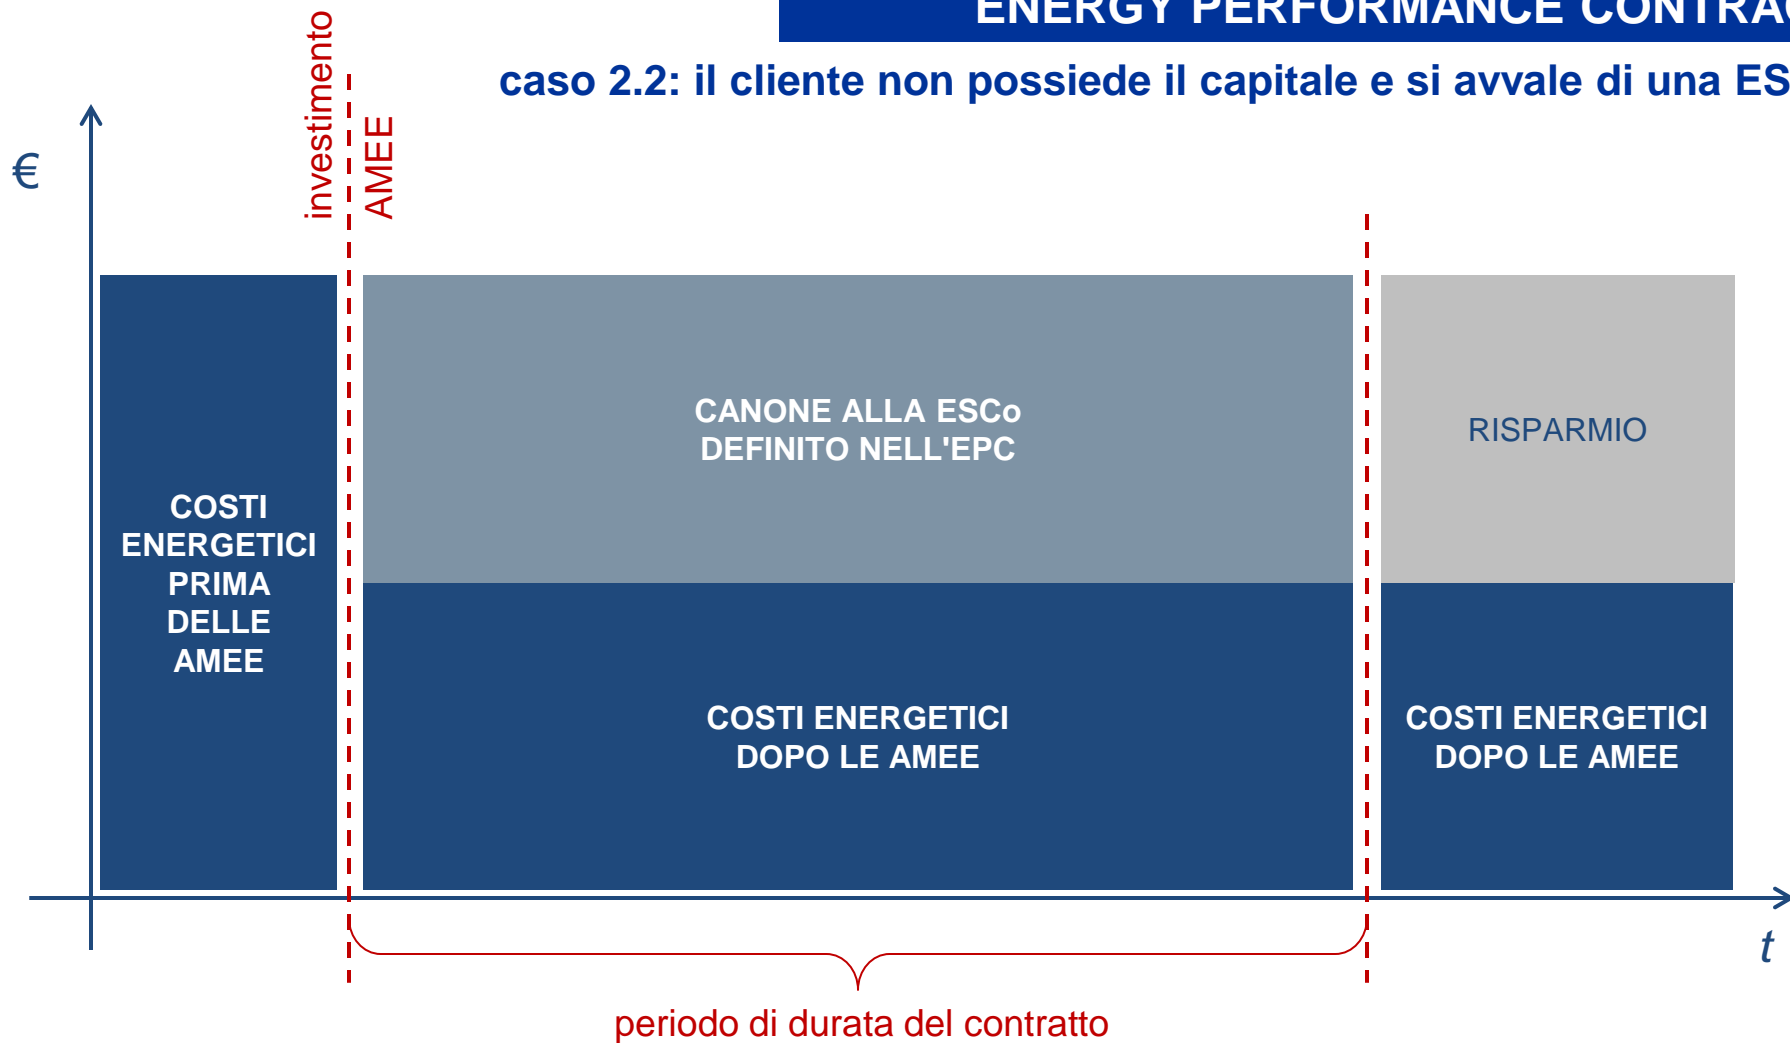 ENERGY PERFORMANCE
caso 2.2: il cliente non possiede il capitale e si avvale di una
investimento
AMEE
€
CANONE ALLA ESCo
DEFINITO NELL'EPC
RISPARMIO
COSTI
ENERGETICI
PRIMA
DELLE
AMEE
COSTI ENERGETICI
DOPO LE AMEE
COSTI ENERGETICI
DOPO LE AMEE
t
periodo di durata del contratto